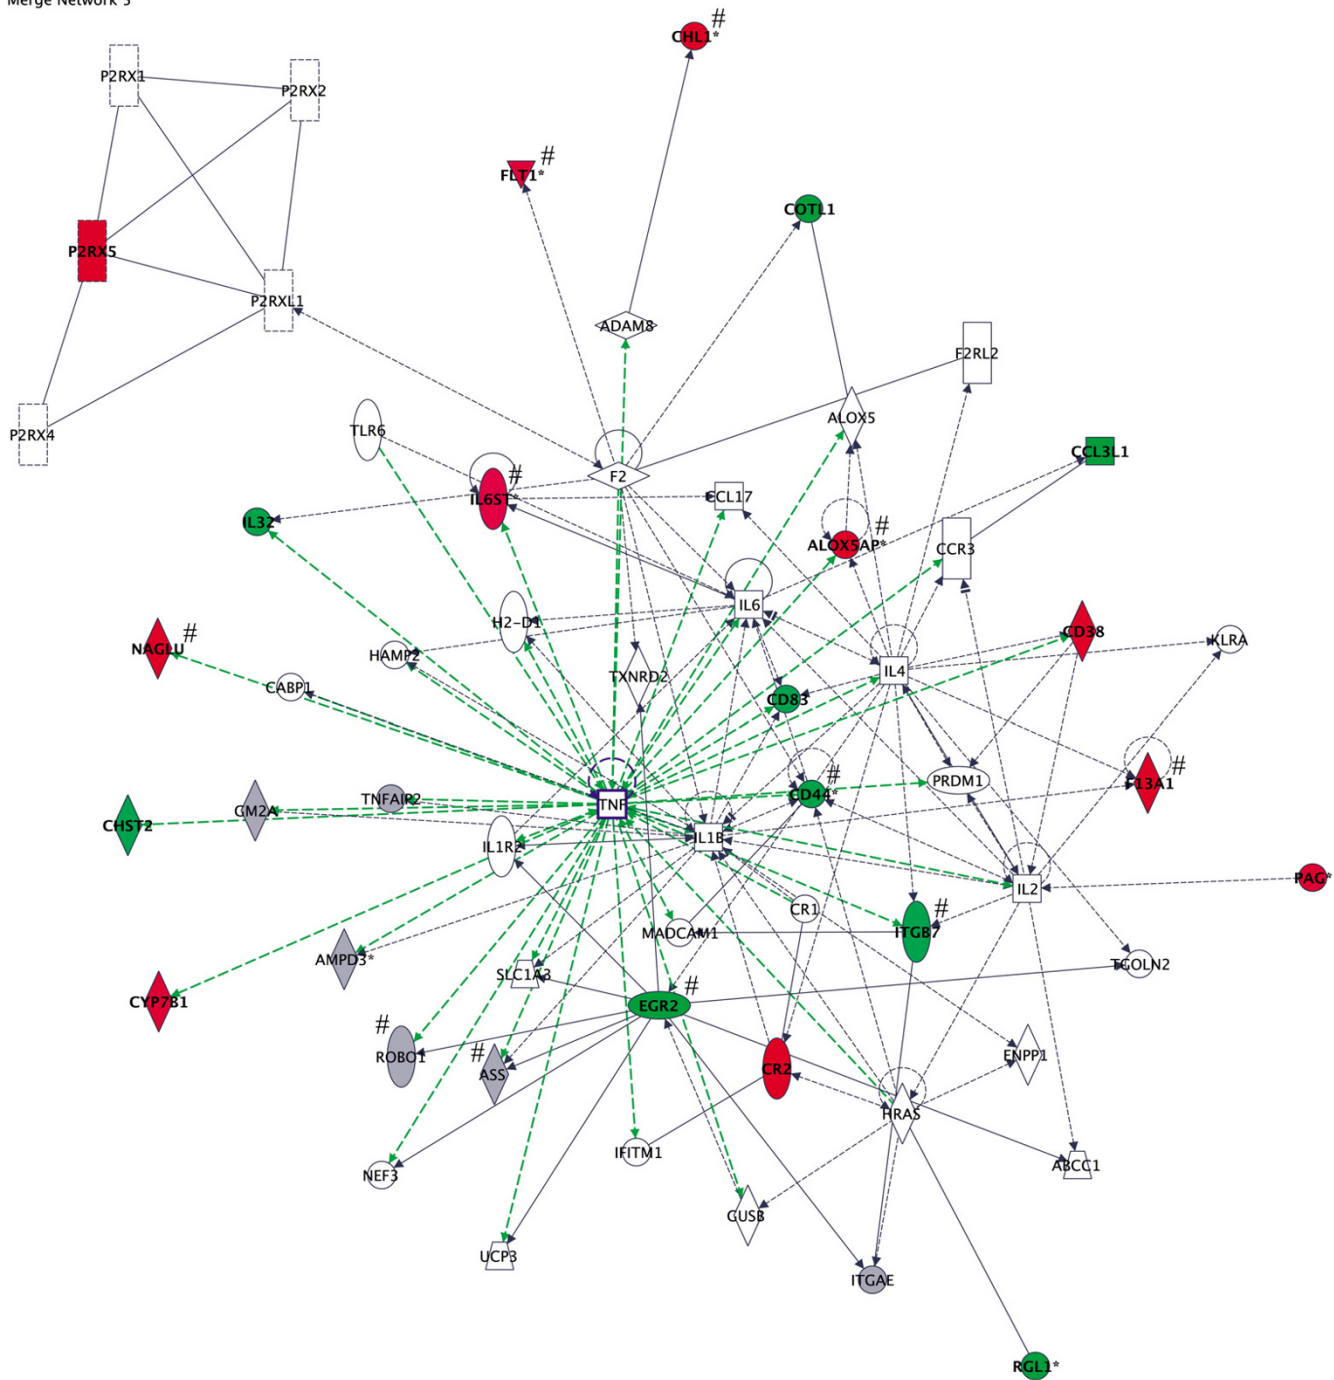 Merge Network 3
#
CHL1*
P2RX1
P2RX2
#
FLT1*
COTL1
P2RX5
P2RXL1
ADAM8
F2RL2
ALOX5
TLR6
P2RX4
CCL3L1
#
F2
IL6ST*
CCL17
IL32
#
ALOX5AP*
CCR3
IL6
H2-D1
#
CD38
NAGLU
KLRA
HAMP2
IL4
TXNRD2
CABP1
CD83
#
F13A1
PRDM1
#
CD44*
TNFAIP2
TNF
GM2A
CHST2
IL1B
IL1R2
PAG*
IL2
CR1
#
ITGB7
MADCAM1
AMPD3*
SLC1A3
TGOLN2
CYP7B1
#
EGR2
#
ROBO1
#
ASS
ENPP1
CR2
HRAS
IFITM1
ABCC1
NEF3
GUSB
UCP3
ITGAE
RGL1*